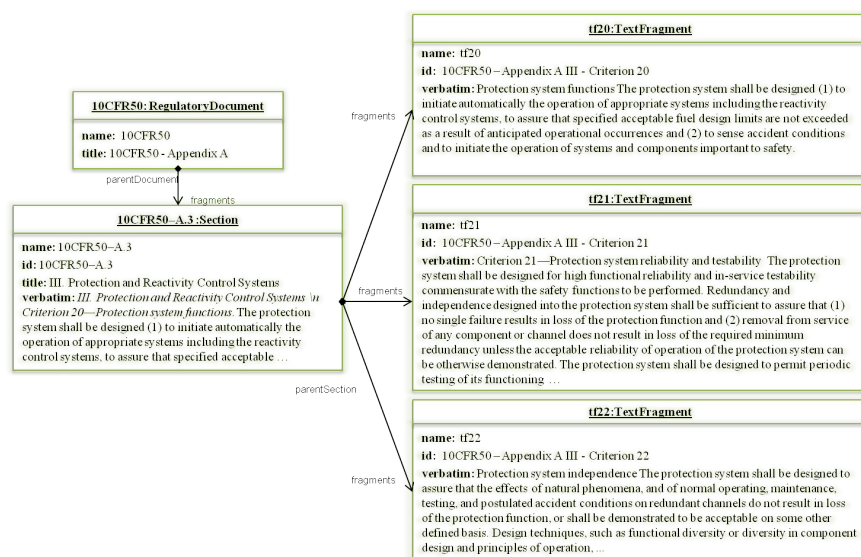 10CFR50: RegulatoryDocument
name: 10CFR50
title: 10CFR50 - Appendix A
parentDocument
fragments
10CFR50–A.3 :Section
name: 10CFR50–A.3
id: 10CFR50–A.3
title: III. Protection and Reactivity Control Systems
verbatim: III. Protection and Reactivity Control Systems \n
Criterion 20—Protection system functions. The protection
system shall be designed (1) to initiate automatically the
operation of appropriate systems including the reactivity
control systems, to assure that specified acceptable …
fragments
fragments
parentSection
fragments
tf20:TextFragment
name: tf20
id: 10CFR50–Appendix A III - Criterion 20
verbatim: Protection system functions The protection system shall be designed (1) to
initiate automatically the operation of appropriate systems including the reactivity
control systems, to assure that specified acceptable fuel design limits are not exceeded
as a result of anticipated operational occurrences and (2) to sense accident conditions
and to initiate the operation of systems and components important to safety.
tf21:TextFragment
name: tf21
id: 10CFR50–Appendix A III - Criterion 21
verbatim: Criterion 21—Protection system reliability and testability The protection
system shall be designed for high functional reliability and in-service testability
commensurate with the safety functions to be performed. Redundancy and
independence designed into the protection system shall be sufficient to assure that (1)
no single failure results in loss of the protection function and (2) removal from service
of any component or channel does not result in loss of the required minimum
redundancy unless the acceptable reliability of operation of the protection system can
be otherwise demonstrated. The protection system shall be designed to permit periodic
testing of its functioning …
tf22:TextFragment
name: tf22
id: 10CFR50–Appendix A III - Criterion 22
verbatim: Protection system independence The protection system shall be designed to
assure that the effects of natural phenomena, and of normal operating, maintenance,
testing, and postulated accident conditions on redundant channels do not result in loss
of the protection function, or shall be demonstrated to be acceptable on some other
defined basis. Design techniques, such as functional diversity or diversity in component
design and principles of operation, ...